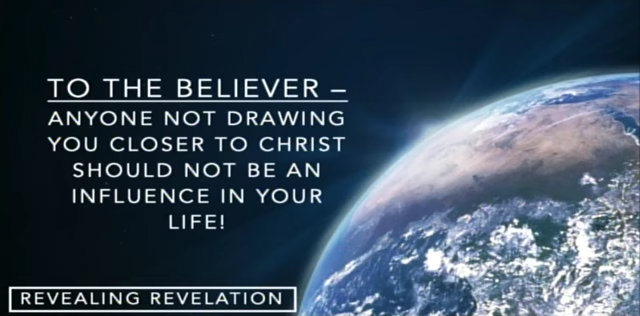 TO THE BELIEVER –
ANYONE NOT DRAWING
YOU CLOSER TO CHRIST
SHOULD NOT BE AN
INFLUENCE IN YOUR
LIFE!
REVEALING REVELATION